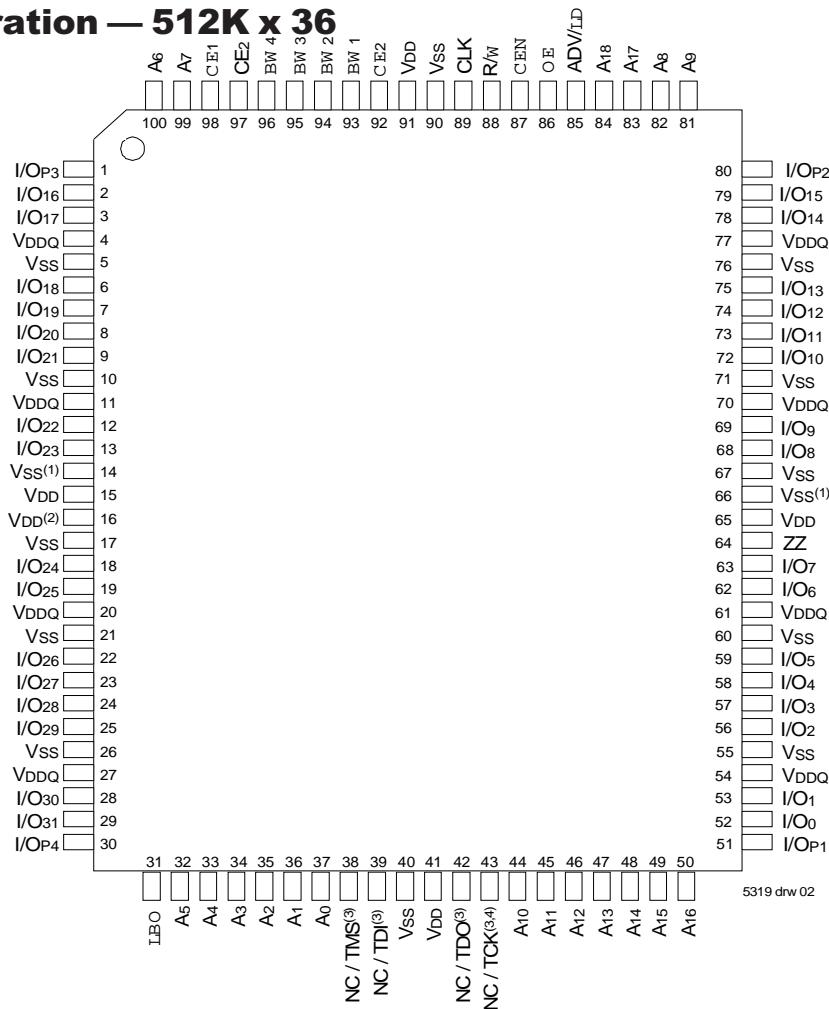 ration — 512K x 36
A6 A7 CE1 CE2 BW4 BW3 BW2 BW1 CE2 VDD VSS CLK R/W CEN OE ADV/LD A18 A17 A8 A9
100 99 98 97 96 95 94 93 92 91 90 89 88 87 86 85 84 83 82 81
I/OP3 1 80 I/OP2
I/O16 2 79 I/O15
I/O17 3 78 I/O14
VDDQ 4 77 VDDQ
VSS 5 76 VSS
I/O18 6 75 I/O13
I/O19 7 74 I/O12
I/O20 8 73 I/O11
I/O21 9 72 I/O10
VSS 10 71 VSS
VDDQ 11 70 VDDQ
I/O22 12 69 I/O9
I/O23 13 68 I/O8
VSS(1) 14 67 VSS
VDD 15 66 VSS(1)
VDD(2) 16 65 VDD
VSS 17 64 ZZ
I/O24 18 63 I/O7
I/O25 19 62 I/O6
VDDQ 20 61 VDDQ
VSS 21 60 VSS
I/O26 22 59 I/O5
I/O27 23 58 I/O4
I/O28 24 57 I/O3
I/O29 25 56 I/O2
VSS 26 55 VSS
VDDQ 27 54 VDDQ
I/O30 28 53 I/O1
I/O31 29 52 I/O0
I/OP4 30 51 I/OP1
31 32 33 34 35 36 37 38 39 40 41 42 43 44 45 46 47 48 49 50
LBO A5 A4 A3 A2 A1 A0 NC / TMS(3) NC / TDI(3) VSS VDD NC / TDO(3) NC / TCK(3,4) A10 A11 A12 A13 A14 A15 A16
5319 drw 02